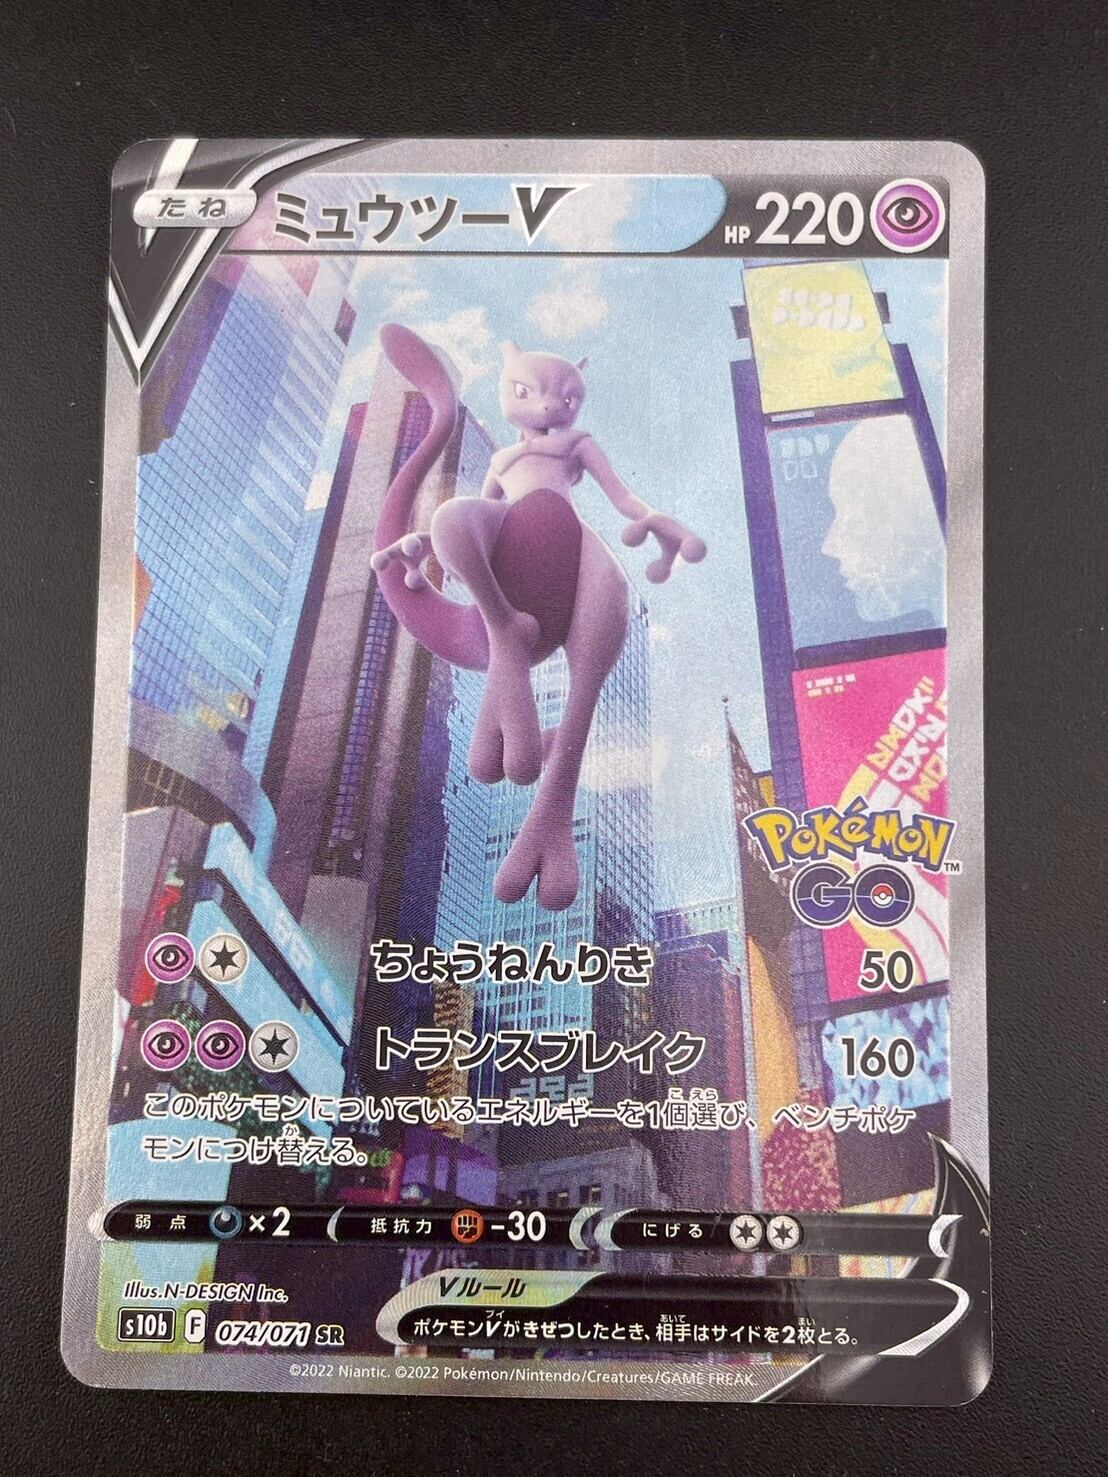 たね ミュウツーV HP 220
Pokémon™
GO
ちょうねんりき 50
トランスブレイク 160
このポケモンについているエネルギーを1個選び、ベンチポケ
モンにつけ替える。
弱点 ×2 抵抗力 -30 にげる
Illus. N-DESIGN Inc.
Vルール
ポケモンVがきぜつしたとき、相手はサイドを2枚とる。
s10b F 074/071 SR
©2022 Niantic. ©2022 Pokémon/Nintendo/Creatures/GAME FREAK.